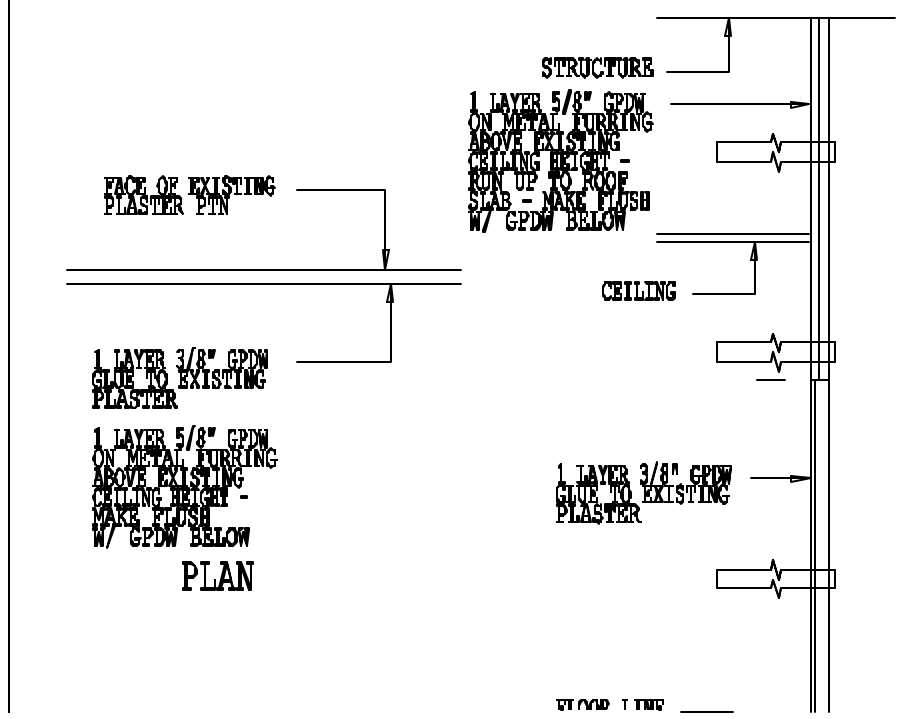 STRUCTURE
1 LAYER 5/8" GPDW
ON METAL FURRING
ABOVE EXISTING
CEILING HEIGHT -
RUN UP TO ROOF
SLAB - MAKE FLUSH
W/ GPDW BELOW
FACE OF EXISTING
PLASTER PTN
CEILING
1 LAYER 3/8" GPDW
GLUE TO EXISTING
PLASTER
1 LAYER 5/8" GPDW
ON METAL FURRING
ABOVE EXISTING
CEILING HEIGHT -
MAKE FLUSH
W/ GPDW BELOW
PLAN
1 LAYER 3/8" GPDW
GLUE TO EXISTING
PLASTER
FLOOR LINE